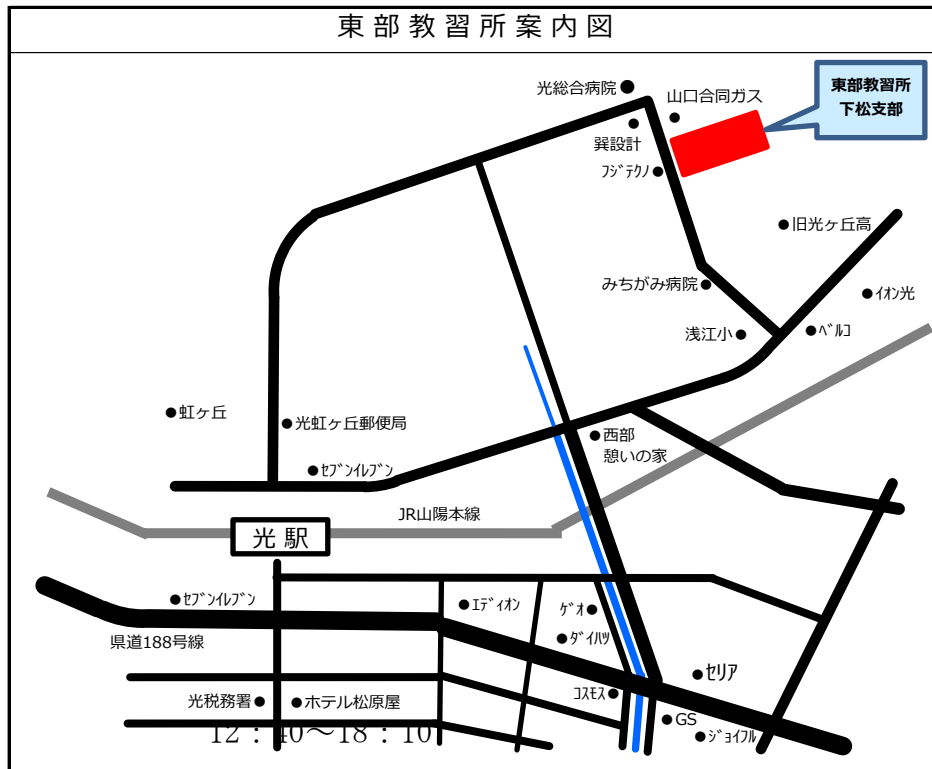 東部教習所案内図
光総合病院
山口合同ガス
東部教習所
下松支部
巽設計
ﾌｼﾞﾃｸﾉ
旧光ヶ丘高
みちがみ病院
ｲｵﾝ光
浅江小
ﾍﾞﾙｺ
虹ヶ丘
光虹ヶ丘郵便局
西部
憩いの家
ｾﾌﾞﾝｲﾚﾌﾞﾝ
JR山陽本線
光駅
ｾﾌﾞﾝｲﾚﾌﾞﾝ
ｴﾃﾞｨｵﾝ
ｹﾞｵ
ﾀﾞｲﾊﾂ
県道188号線
ｾﾘｱ
光税務署
ホテル松原屋
ｺｽﾓｽ
GS
ｼﾞｮｲﾌﾙ
12：40～18：10